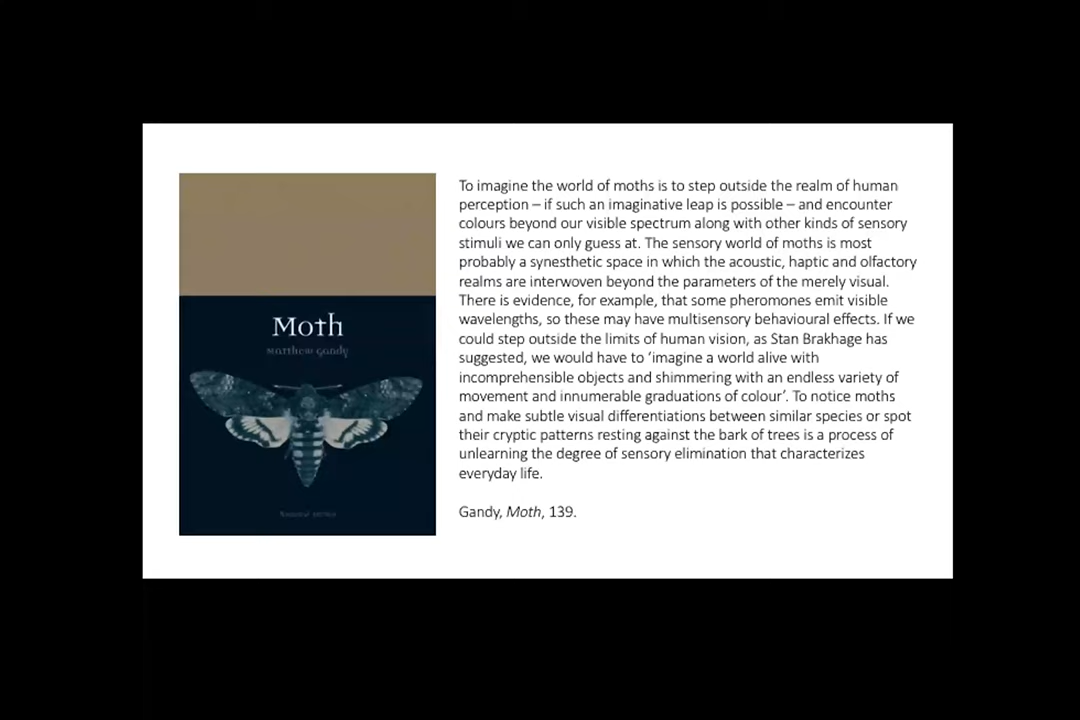 Moth
Matthew Gandy
To imagine the world of moths is to step outside the realm of human
perception – if such an imaginative leap is possible – and encounter
colours beyond our visible spectrum along with other kinds of sensory
stimuli we can only guess at. The sensory world of moths is most
probably a synesthetic space in which the acoustic, haptic and olfactory
realms are interwoven beyond the parameters of the merely visual.
There is evidence, for example, that some pheromones emit visible
wavelengths, so these may have multisensory behavioural effects. If we
could step outside the limits of human vision, as Stan Brakhage has
suggested, we would have to ‘imagine a world alive with
incomprehensible objects and shimmering with an endless variety of
movement and innumerable graduations of colour’. To notice moths
and make subtle visual differentiations between similar species or spot
their cryptic patterns resting against the bark of trees is a process of
unlearning the degree of sensory elimination that characterizes
everyday life.
Gandy, Moth, 139.